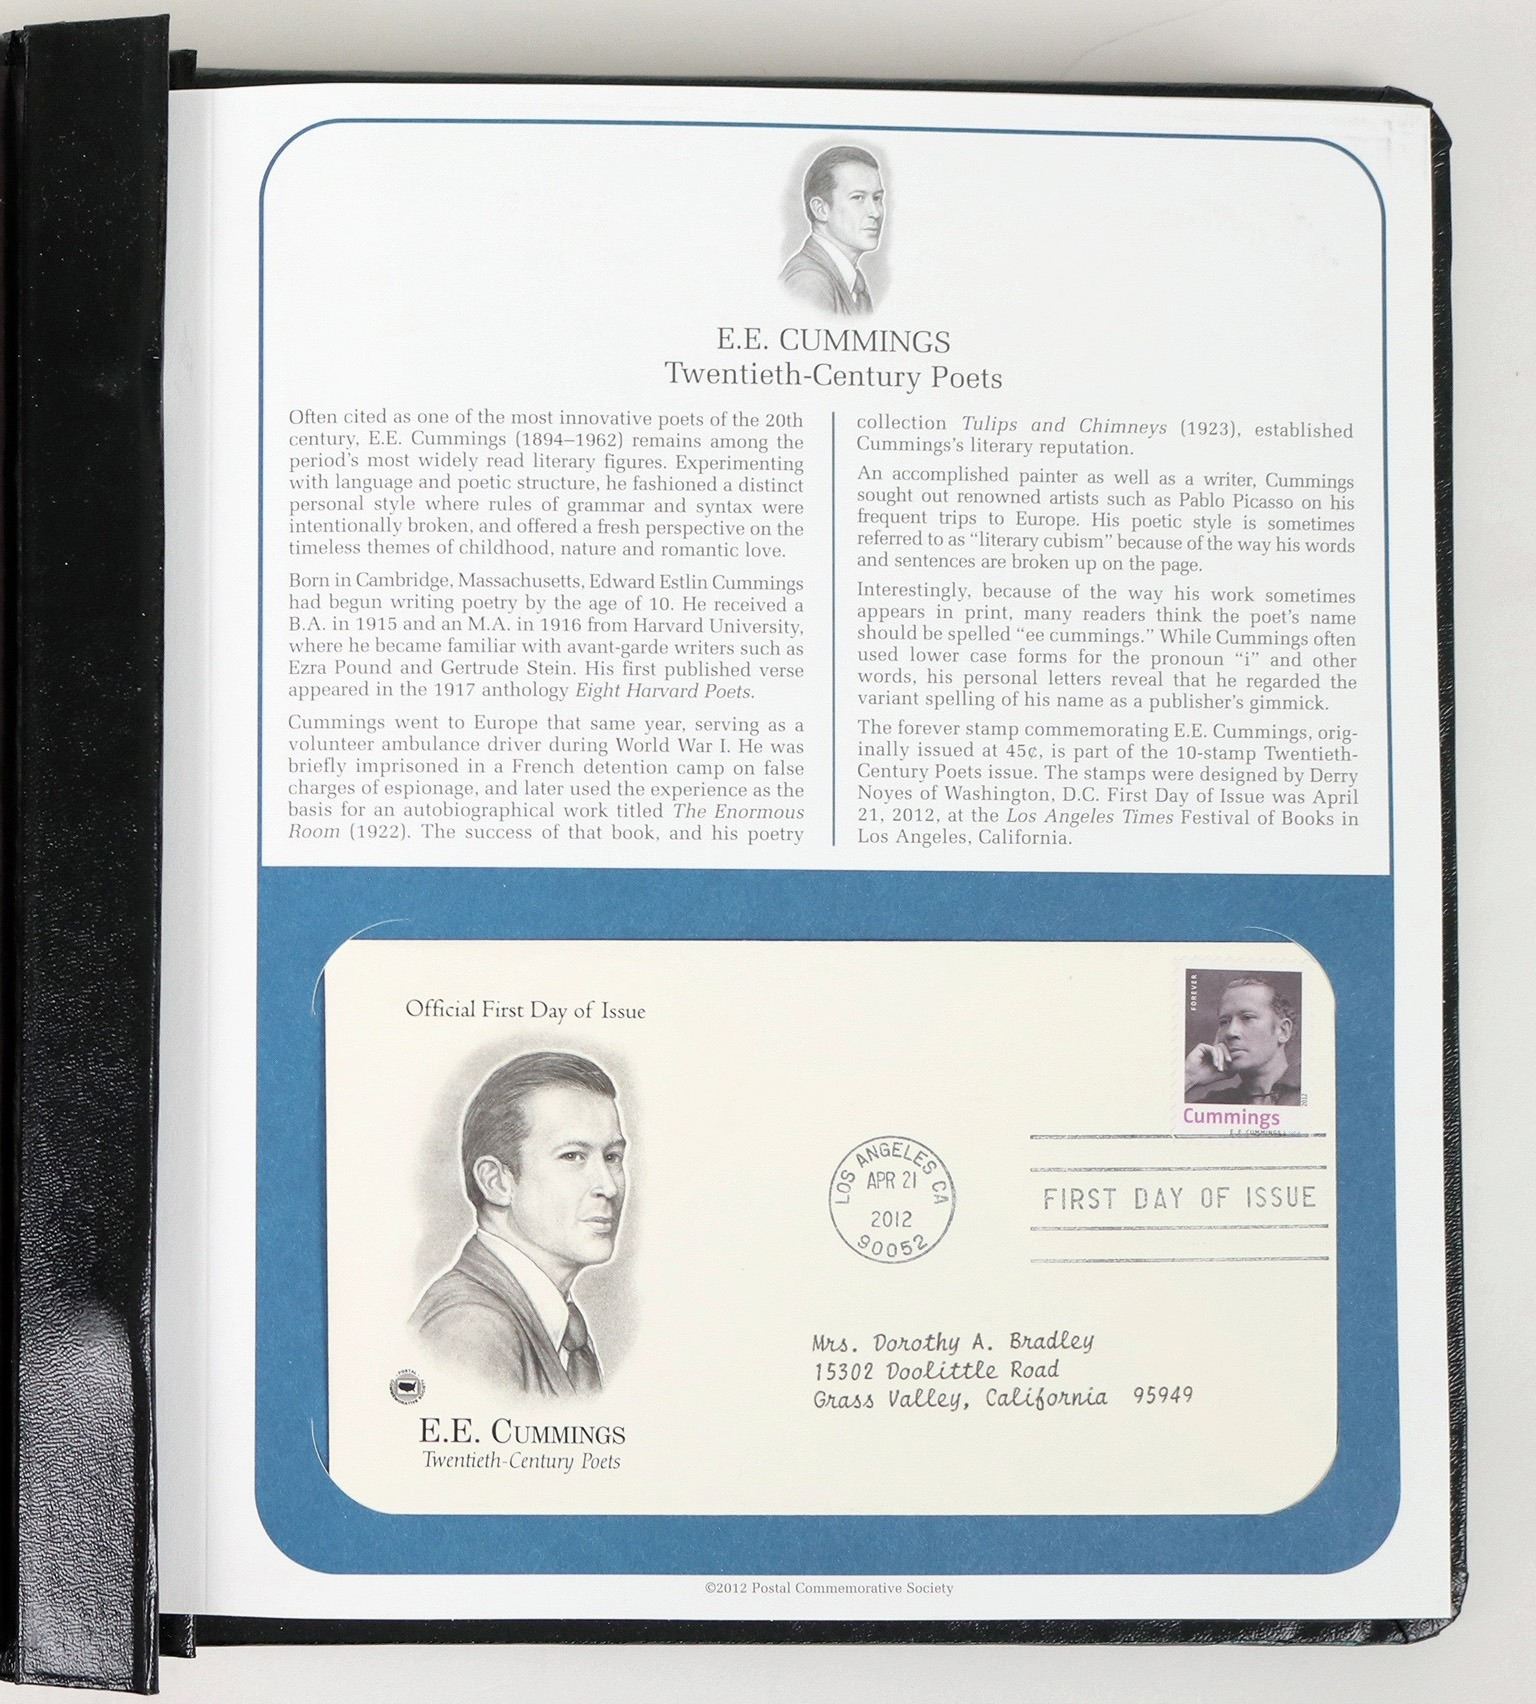 E.E. CUMMINGS
Twentieth-Century Poets
Often cited as one of the most innovative poets of the 20th
century, E.E. Cummings (1894–1962) remains among the
period's most widely read literary figures. Experimenting
with language and poetic structure, he fashioned a distinct
personal style where rules of grammar and syntax were
intentionally broken, and offered a fresh perspective on the
timeless themes of childhood, nature and romantic love.
Born in Cambridge, Massachusetts, Edward Estlin Cummings
had begun writing poetry by the age of 10. He received a
B.A. in 1915 and an M.A. in 1916 from Harvard University,
where he became familiar with avant-garde writers such as
Ezra Pound and Gertrude Stein. His first published verse
appeared in the 1917 anthology Eight Harvard Poets.
Cummings went to Europe that same year, serving as a
volunteer ambulance driver during World War I. He was
briefly imprisoned in a French detention camp on false
charges of espionage, and later used the experience as the
basis for an autobiographical work titled The Enormous
Room (1922). The success of that book, and his poetry
collection Tulips and Chimneys (1923), established
Cummings's literary reputation.
An accomplished painter as well as a writer, Cummings
sought out renowned artists such as Pablo Picasso on his
frequent trips to Europe. His poetic style is sometimes
referred to as “literary cubism” because of the way his words
and sentences are broken up on the page.
Interestingly, because of the way his work sometimes
appears in print, many readers think the poet's name
should be spelled “ee cummings.” While Cummings often
used lower case forms for the pronoun “i” and other
words, his personal letters reveal that he regarded the
variant spelling of his name as a publisher's gimmick.
The forever stamp commemorating E.E. Cummings, orig-
inally issued at 45¢, is part of the 10-stamp Twentieth-
Century Poets issue. The stamps were designed by Derry
Noyes of Washington, D.C. First Day of Issue was April
21, 2012, at the Los Angeles Times Festival of Books in
Los Angeles, California.
Official First Day of Issue
FOREVER
2012
Cummings
E. E. CUMMINGS
LOS ANGELES CA
APR 21
2012
90052
FIRST DAY OF ISSUE
Mrs. Dorothy A. Bradley
15302 Doolittle Road
Grass Valley, California 95949
E.E. CUMMINGS
Twentieth-Century Poets
©2012 Postal Commemorative Society